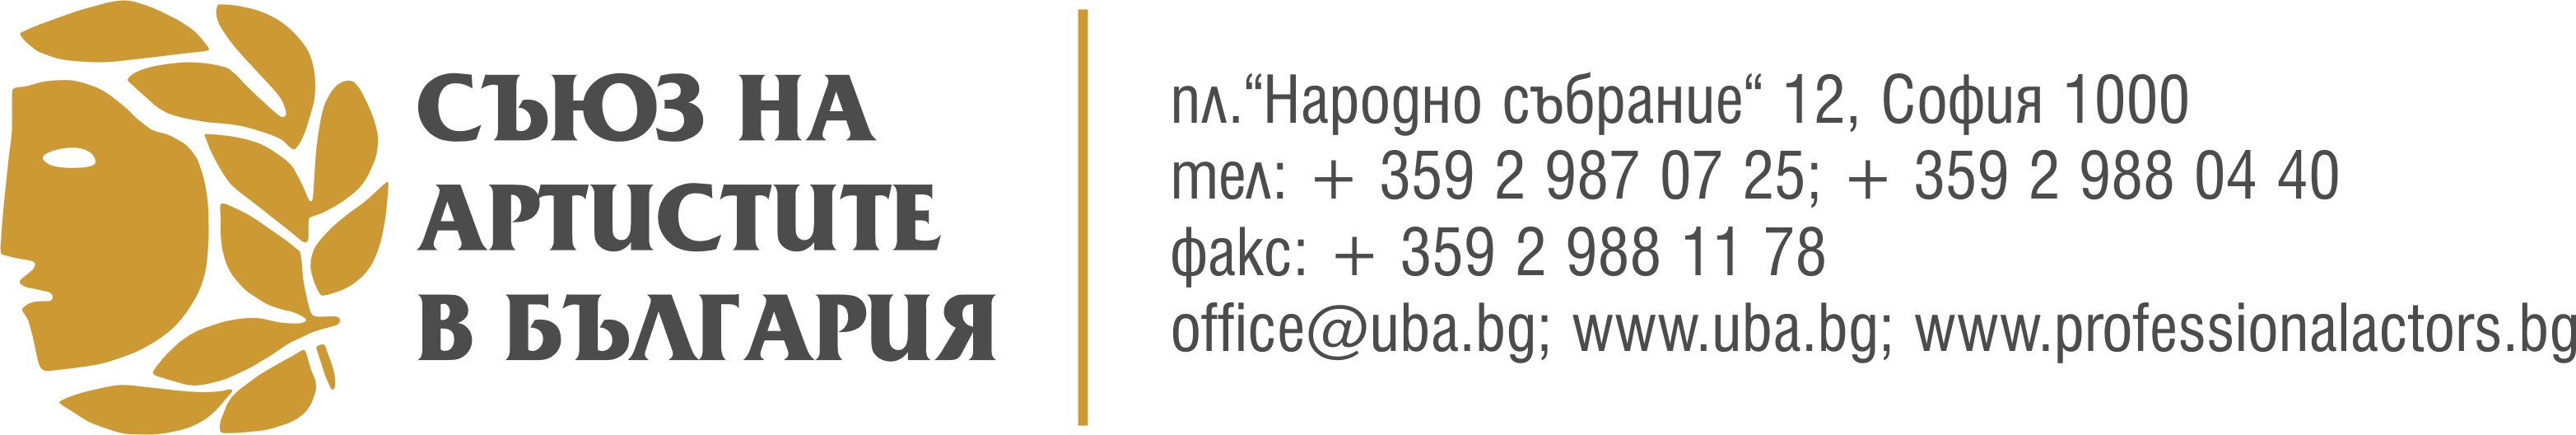 СЪЮЗ НА
АРТИСТИТЕ
В БЪЛГАРИЯ
пл.“Народно събрание“ 12, София 1000
тел: + 359 2 987 07 25; + 359 2 988 04 40
факс: + 359 2 988 11 78
office@uba.bg; www.uba.bg; www.professionalactors.bg